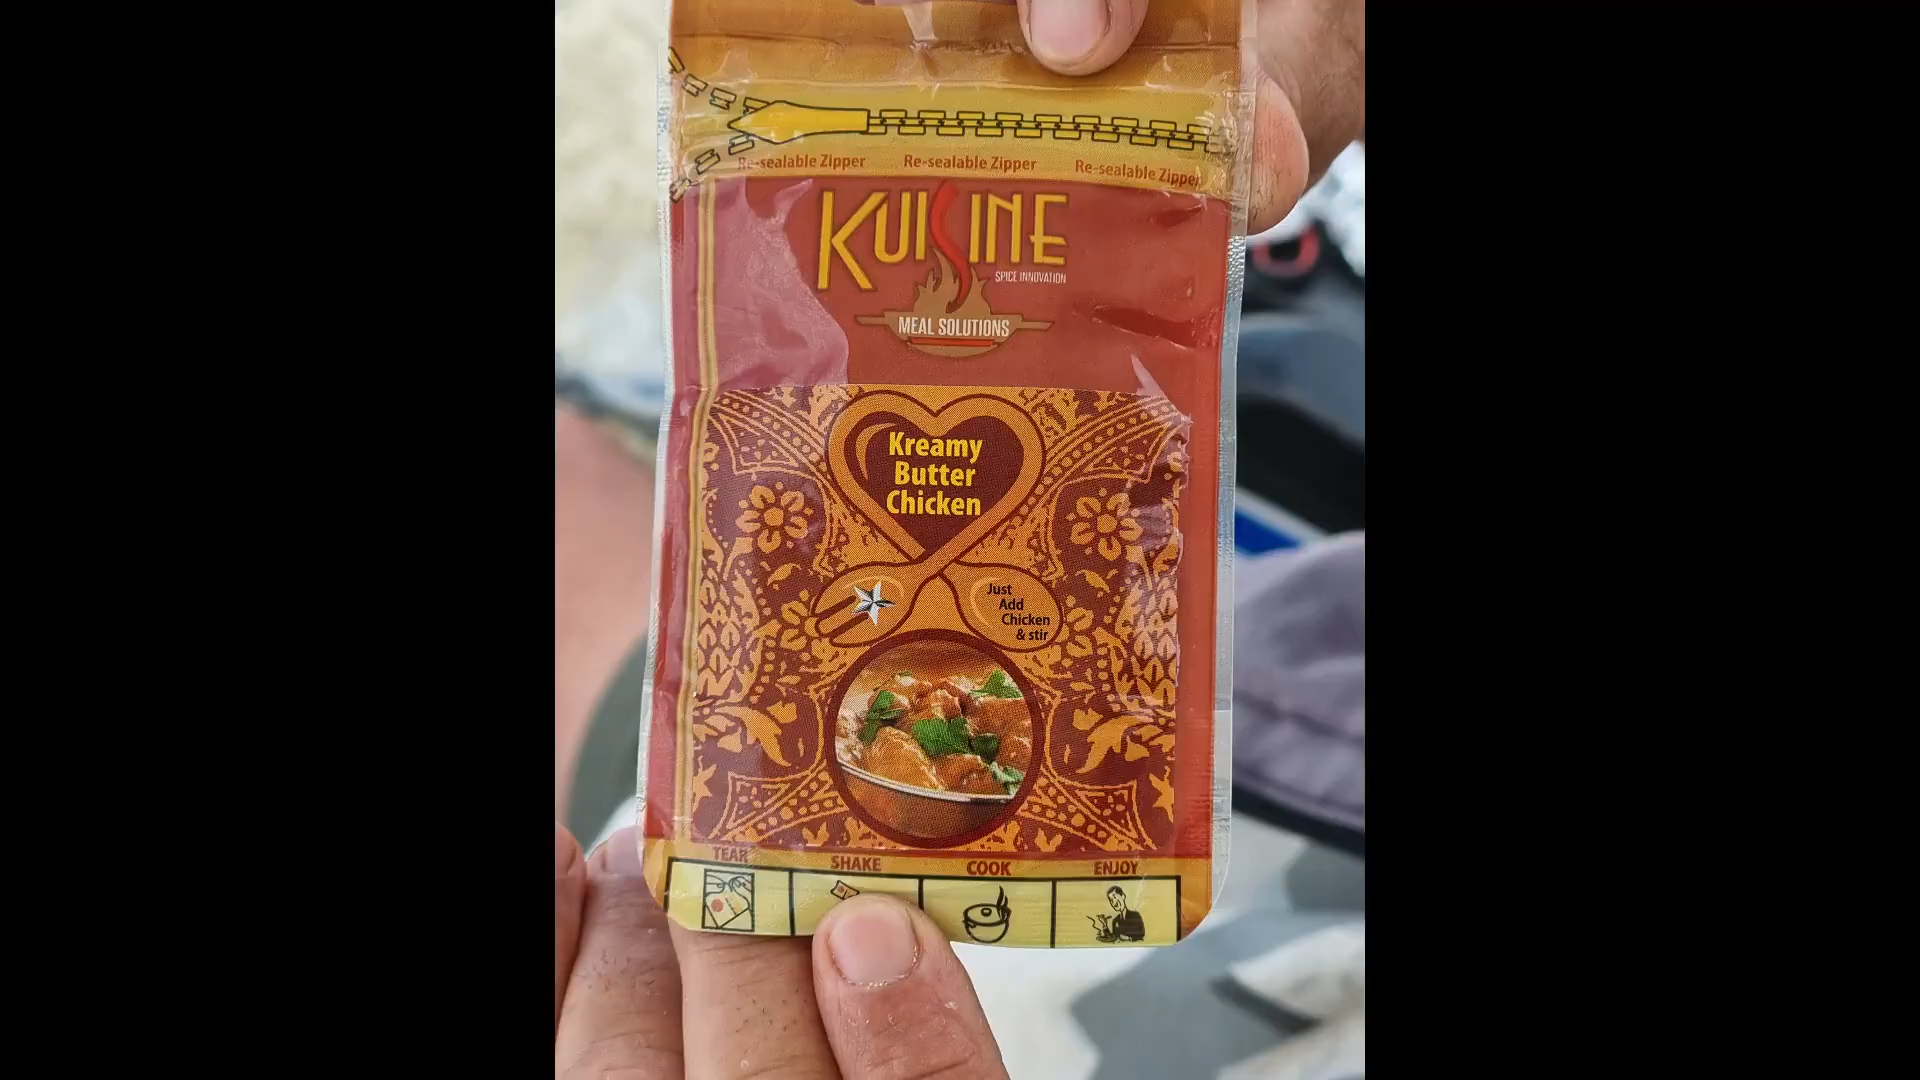 Re-sealable Zipper Re-sealable Zipper Re-sealable Zipper
KUISINE
SPICE INNOVATION
MEAL SOLUTIONS
Kreamy
Butter
Chicken
Just
Add
Chicken
& stir
TEAR SHAKE COOK ENJOY